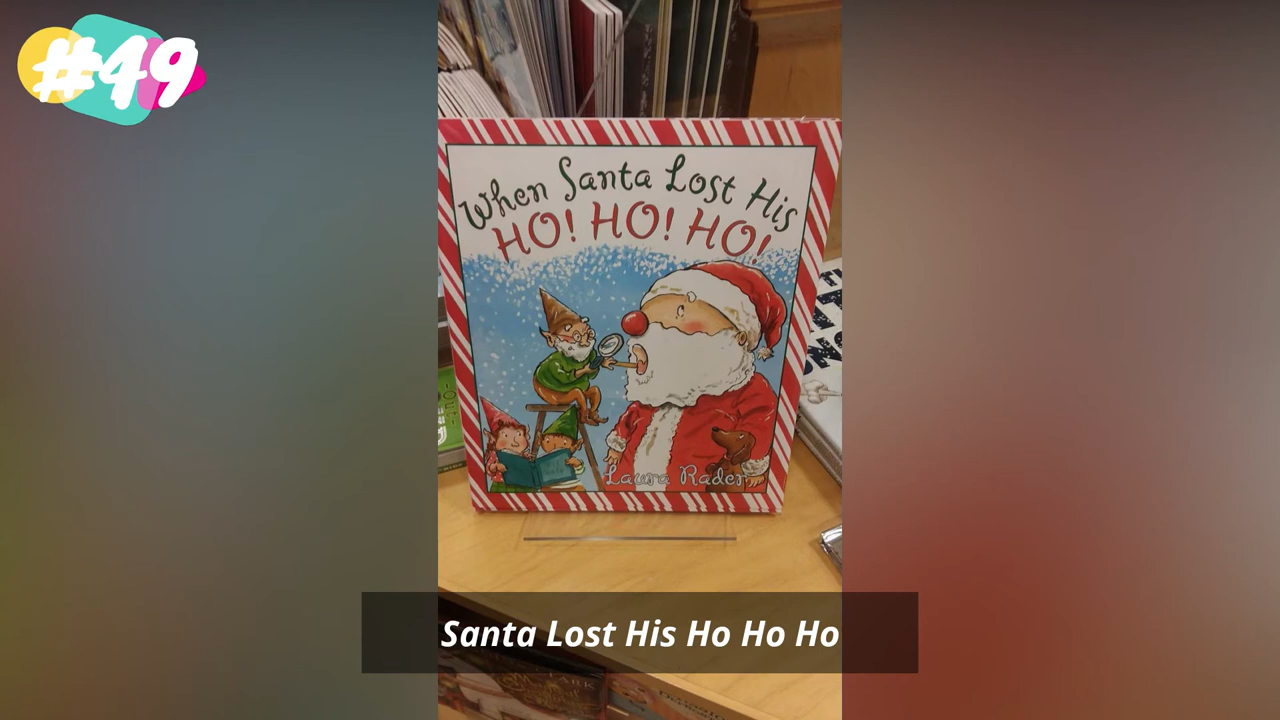 #49
When Santa Lost His
HO! HO! HO!
Laura Rader
Santa Lost His Ho Ho Ho